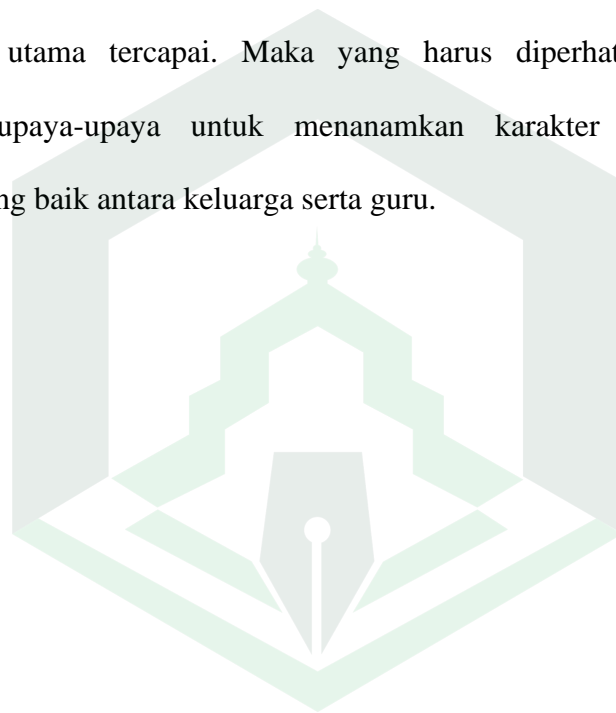 utama tercapai. Maka yang harus diperhat
upaya-upaya untuk menanamkan karakter
ng baik antara keluarga serta guru.